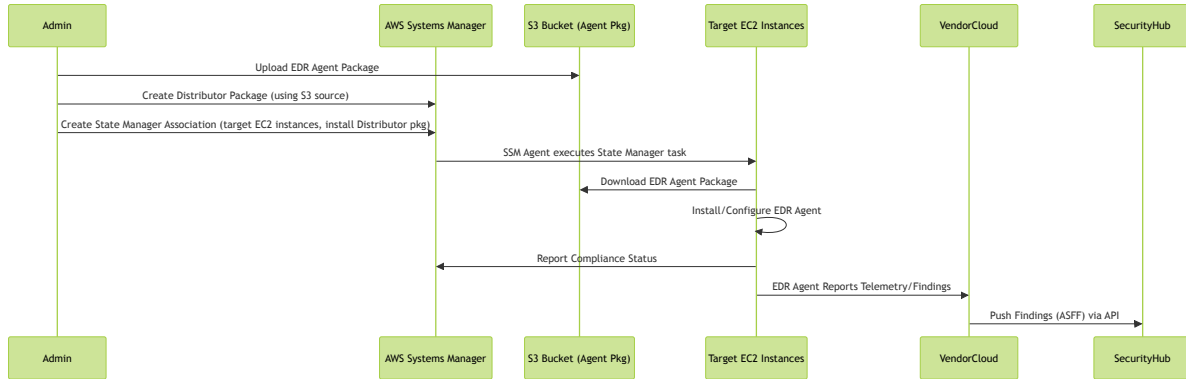 Admin
AWS Systems Manager
S3 Bucket (Agent Pkg)
Target EC2 Instances
VendorCloud
SecurityHub
Upload EDR Agent Package
Create Distributor Package (using S3 source)
Create State Manager Association (target EC2 instances, install Distributor pkg)
SSM Agent executes State Manager task
Download EDR Agent Package
Install/Configure EDR Agent
Report Compliance Status
EDR Agent Reports Telemetry/Findings
Push Findings (ASFF) via API
Admin
AWS Systems Manager
S3 Bucket (Agent Pkg)
Target EC2 Instances
VendorCloud
SecurityHub